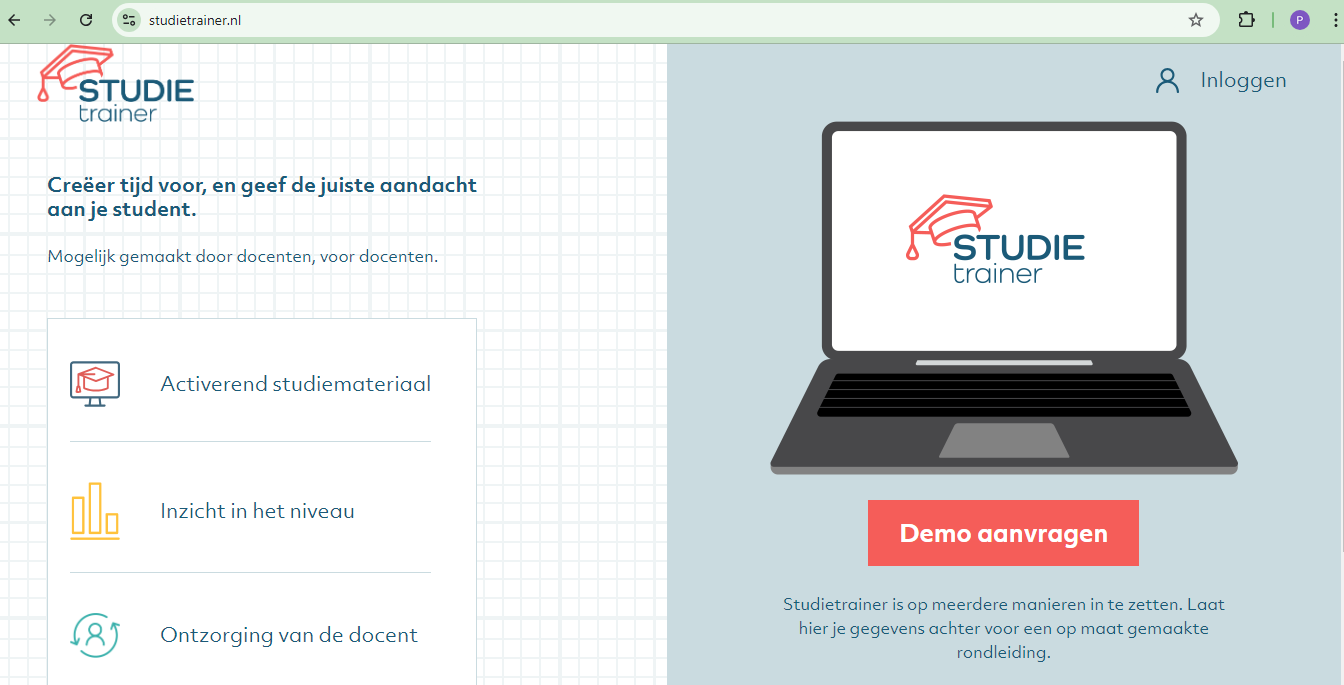 studietrainer.nl
P
STUDIE
trainer
Inloggen
Creëer tijd voor, en geef de juiste aandacht
aan je student.
Mogelijk gemaakt door docenten, voor docenten.
Activerend studiemateriaal
Inzicht in het niveau
Ontzorging van de docent
STUDIE
trainer
Demo aanvragen
Studietrainer is op meerdere manieren in te zetten. Laat
hier je gegevens achter voor een op maat gemaakte
rondleiding.